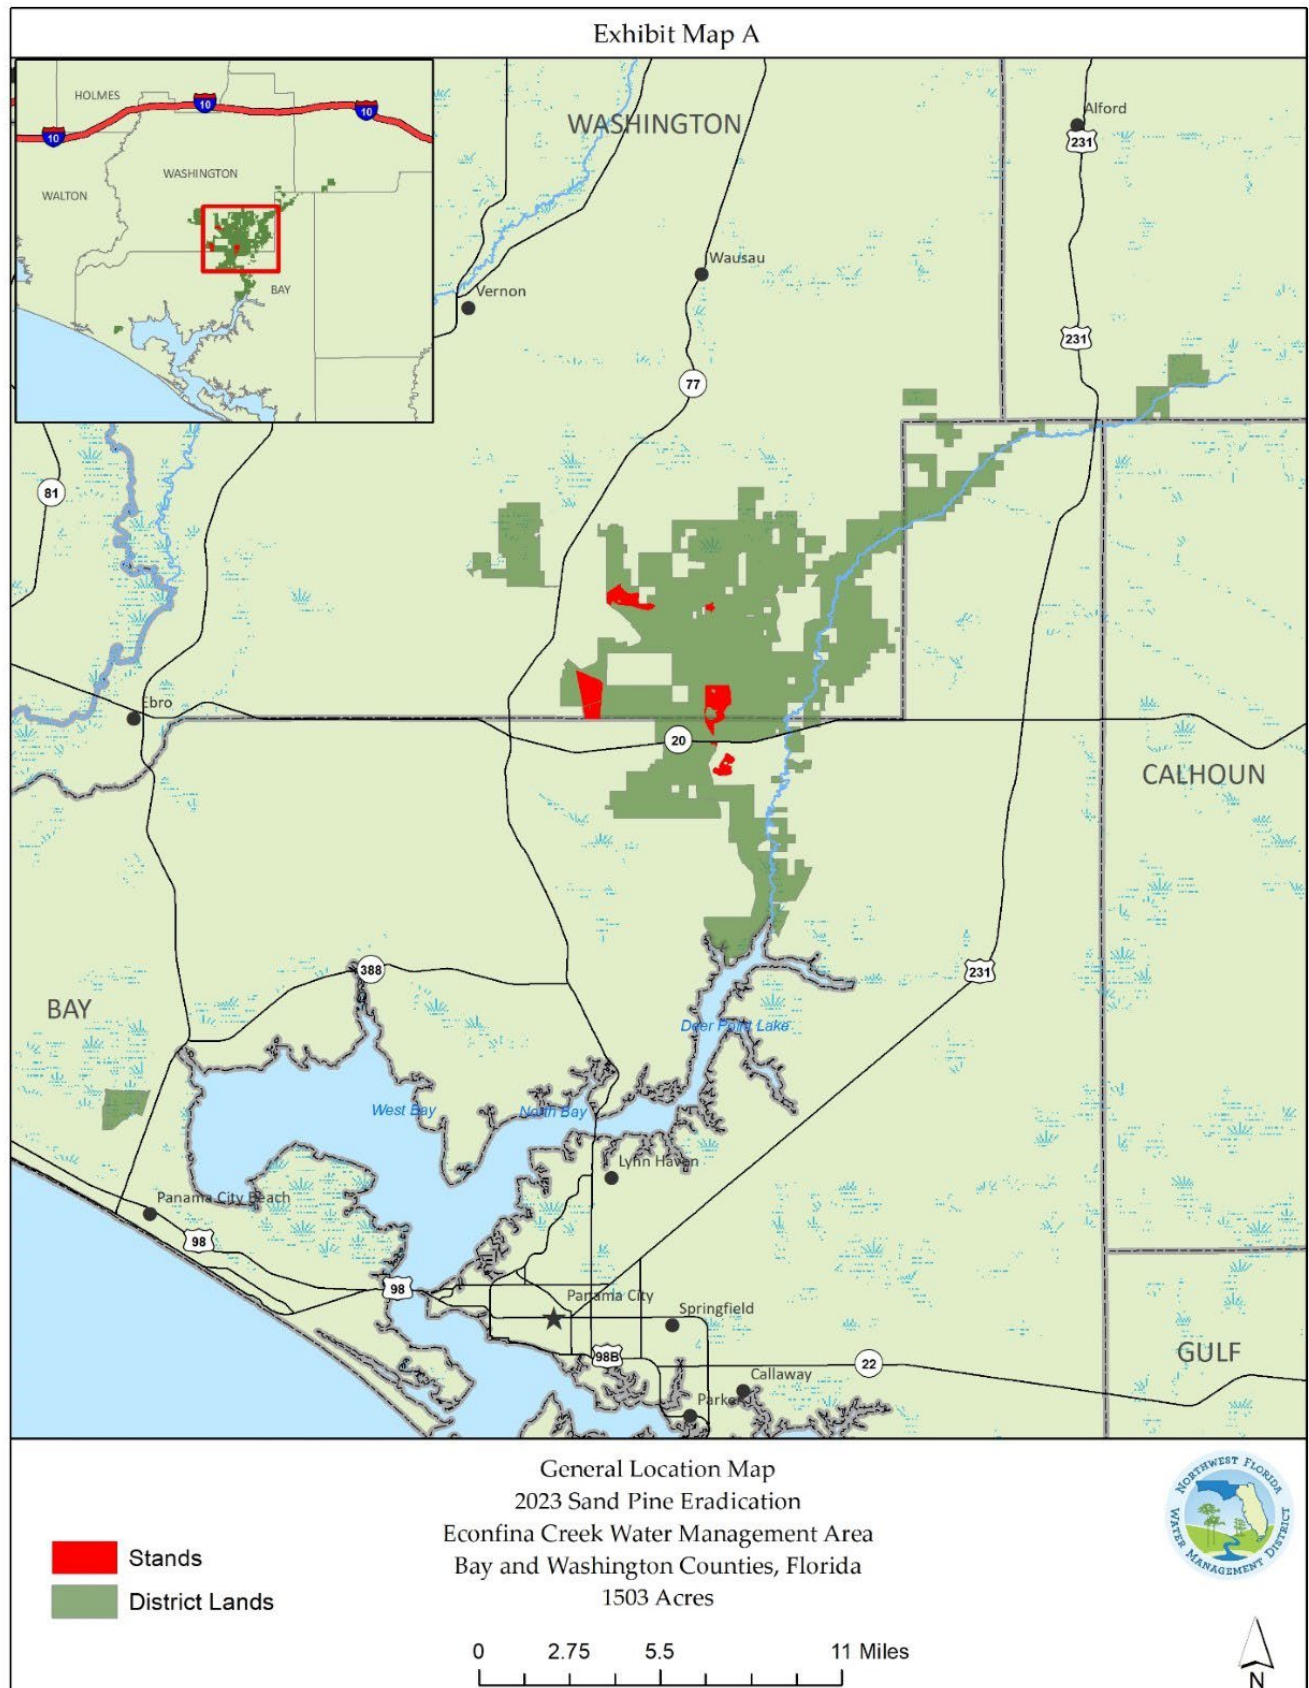 Exhibit Map A
HOLMES
10
10
10
WASHINGTON
WALTON
BAY
WASHINGTON
Alford
231
Wausau
Vernon
231
77
81
Ebro
20
CALHOUN
388
231
BAY
Deer Point Lake
West Bay
North Bay
Lynn Haven
Panama City Beach
98
98
Panama City
Springfield
98B
22
GULF
Callaway
Parker
General Location Map
2023 Sand Pine Eradication
Econfina Creek Water Management Area
Bay and Washington Counties, Florida
1503 Acres
Stands
District Lands
NORTHWEST FLORIDA
WATER MANAGEMENT DISTRICT
0 2.75 5.5 11 Miles
N